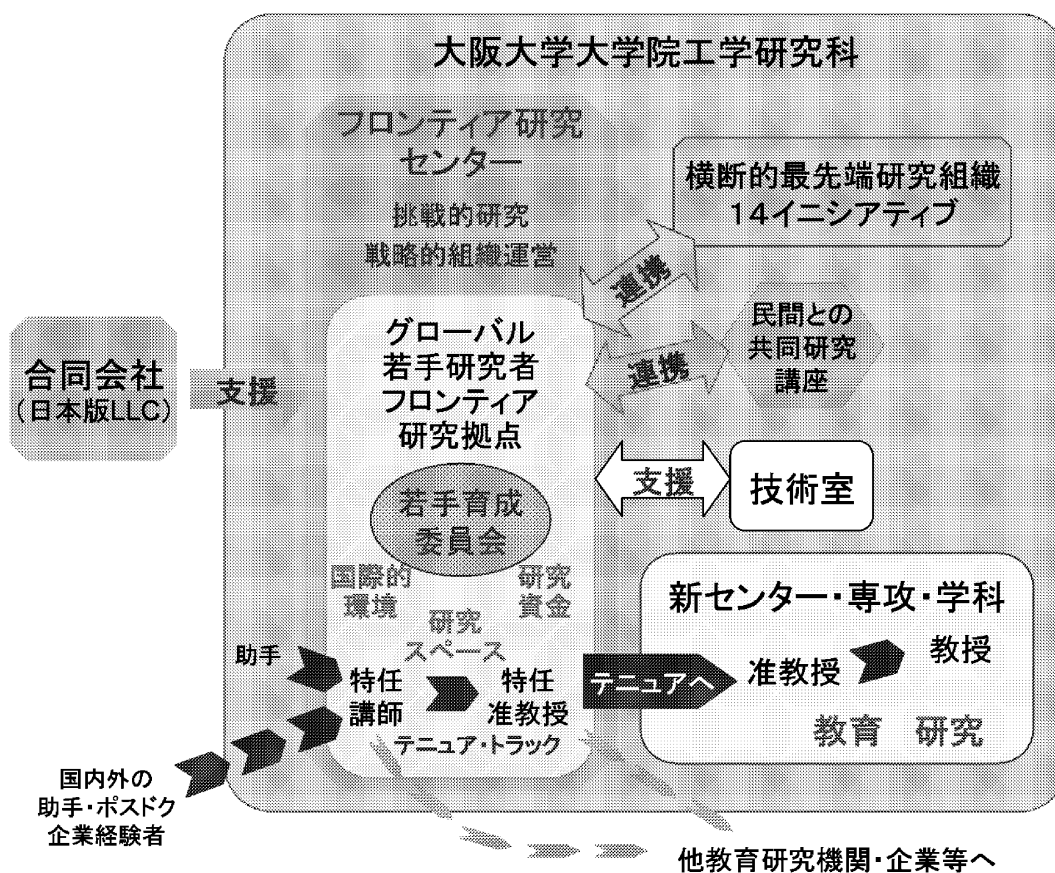 大阪大学大学院工学研究科
フロンティア研究
センター
挑戦的研究
戦略的組織運営
横断的最先端研究組織
14イニシアティブ
連携
民間との
共同研究
講座
連携
グローバル
若手研究者
フロンティア
研究拠点
合同会社
(日本版LLC)
支援
支援
技術室
若手育成
委員会
国際的
環境
研究
資金
研究
スペース
新センター・専攻・学科
助手
特任
講師
特任
准教授
テニュアへ
准教授
教授
教育 研究
テニュア・トラック
国内外の
助手・ポスドク
企業経験者
他教育研究機関・企業等へ